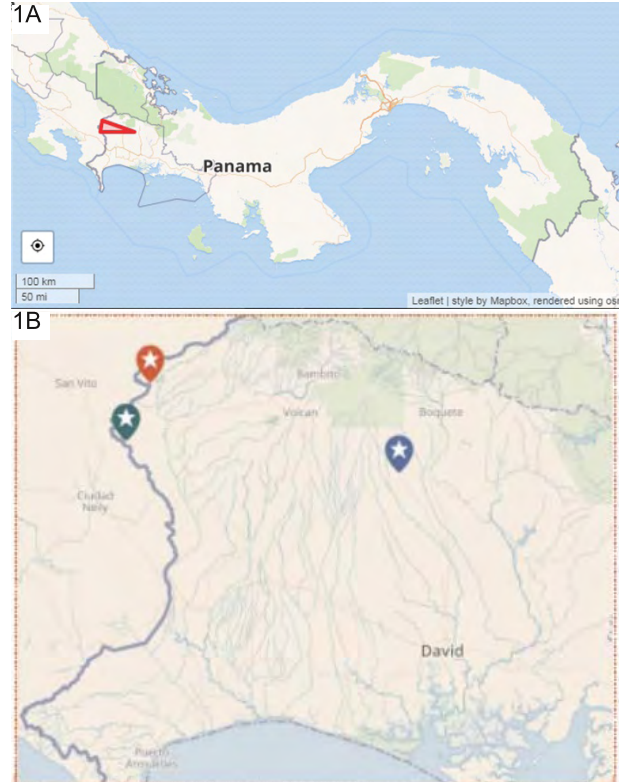 1A
Panama
100 km
50 mi
Leaflet | style by Mapbox, rendered using os
1B
San Vito
Bambito
Volcan
Boquete
Ciudad
Neily
David
Puerto
Armuelles